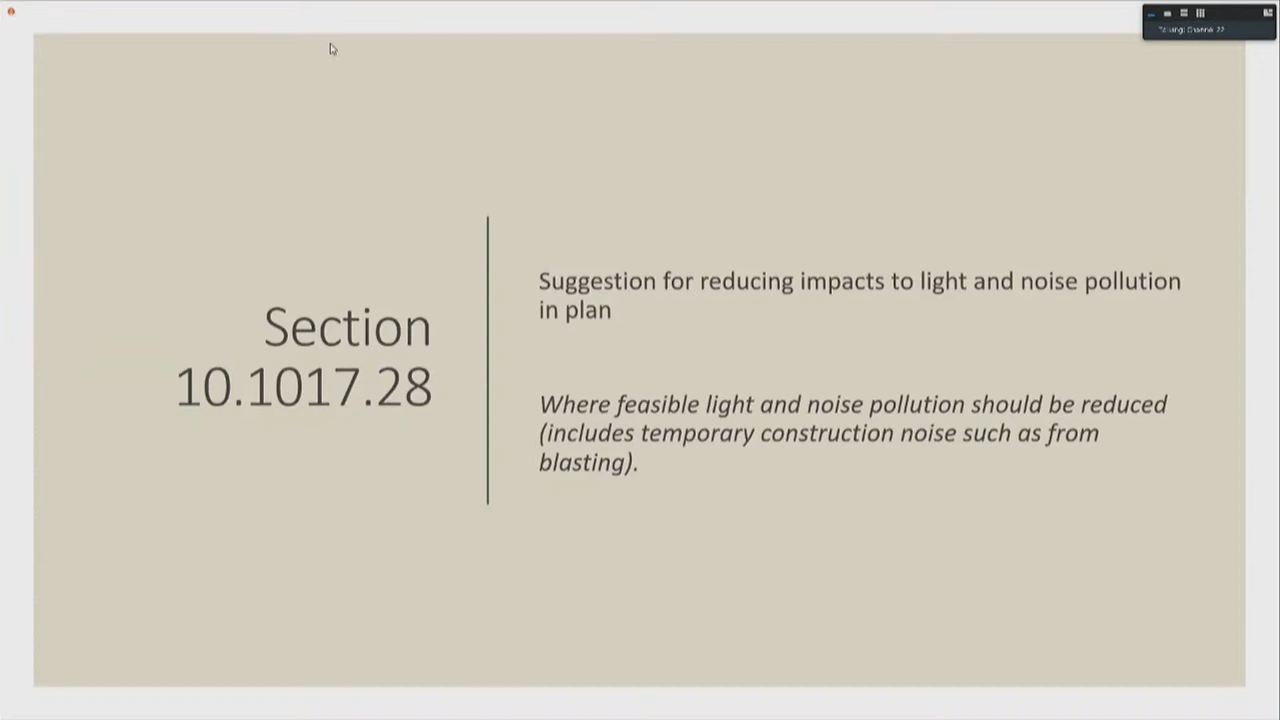 Section
10.1017.28
Suggestion for reducing impacts to light and noise pollution
in plan
Where feasible light and noise pollution should be reduced
(includes temporary construction noise such as from
blasting).